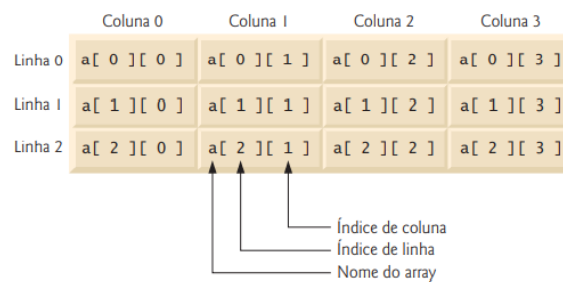 Coluna 0 Coluna 1 Coluna 2 Coluna 3
Linha 0 a[ 0 ][ 0 ] a[ 0 ][ 1 ] a[ 0 ][ 2 ] a[ 0 ][ 3 ]
Linha 1 a[ 1 ][ 0 ] a[ 1 ][ 1 ] a[ 1 ][ 2 ] a[ 1 ][ 3 ]
Linha 2 a[ 2 ][ 0 ] a[ 2 ][ 1 ] a[ 2 ][ 2 ] a[ 2 ][ 3 ]
Índice de coluna
Índice de linha
Nome do array